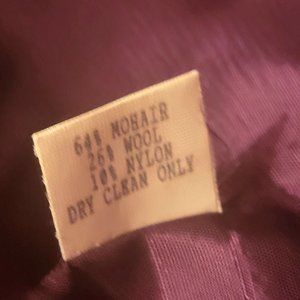 64% MOHAIR
26% WOOL
10% NYLON
DRY CLEAN ONLY